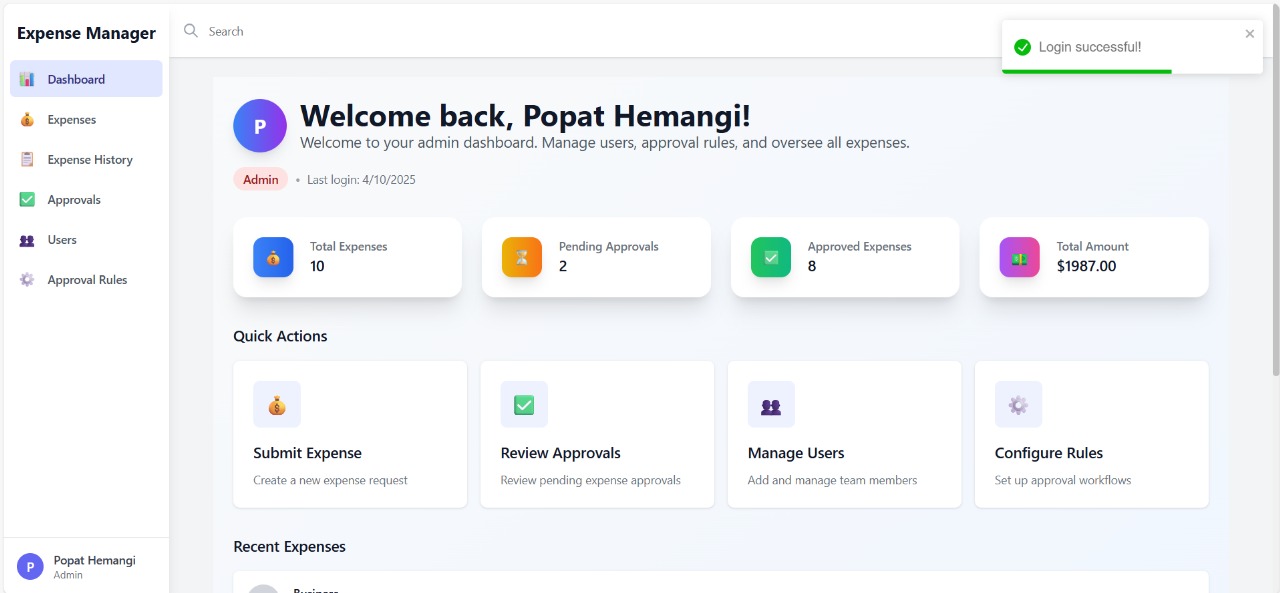 Expense Manager
Search
Login successful!
Dashboard
Expenses
Expense History
Approvals
Users
Approval Rules
P
Welcome back, Popat Hemangi!
Welcome to your admin dashboard. Manage users, approval rules, and oversee all expenses.
Admin • Last login: 4/10/2025
Total Expenses
10
Pending Approvals
2
Approved Expenses
8
Total Amount
$1987.00
Quick Actions
Submit Expense
Create a new expense request
Review Approvals
Review pending expense approvals
Manage Users
Add and manage team members
Configure Rules
Set up approval workflows
Recent Expenses
Business
P
Popat Hemangi
Admin